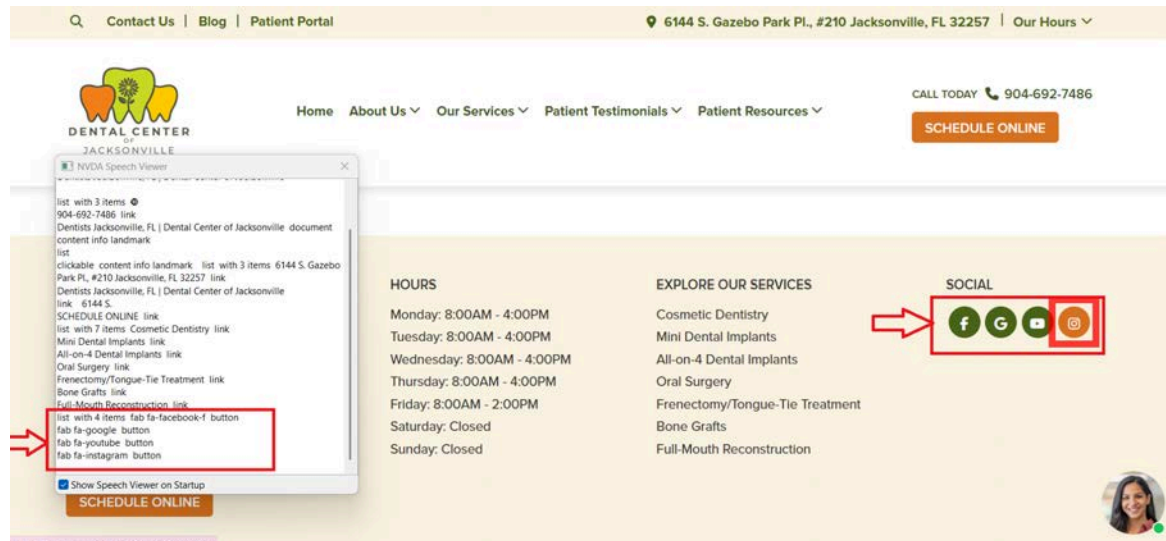 Contact Us | Blog | Patient Portal
6144 S. Gazebo Park Pl., #210 Jacksonville, FL 32257 | Our Hours
DENTAL CENTER
OF
JACKSONVILLE
Home About Us Our Services Patient Testimonials Patient Resources
CALL TODAY 904-692-7486
SCHEDULE ONLINE
NVDA Speech Viewer
list with 3 items
904-692-7486 link
Dentists Jacksonville, FL | Dental Center of Jacksonville document
content info landmark
list
clickable content info landmark list with 3 items 6144 S. Gazebo
Park Pl., #210 Jacksonville, FL 32257 link
Dentists Jacksonville, FL | Dental Center of Jacksonville
link 6144 S.
SCHEDULE ONLINE link
list with 7 items Cosmetic Dentistry link
Mini Dental Implants link
All-on-4 Dental Implants link
Oral Surgery link
Frenectomy/Tongue-Tie Treatment link
Bone Grafts link
Full-Mouth Reconstruction link
list with 4 items fab fa-facebook-f button
fab fa-google button
fab fa-youtube button
fab fa-instagram button
Show Speech Viewer on Startup
SCHEDULE ONLINE
HOURS
Monday: 8:00AM - 4:00PM
Tuesday: 8:00AM - 4:00PM
Wednesday: 8:00AM - 4:00PM
Thursday: 8:00AM - 4:00PM
Friday: 8:00AM - 2:00PM
Saturday: Closed
Sunday: Closed
EXPLORE OUR SERVICES
Cosmetic Dentistry
Mini Dental Implants
All-on-4 Dental Implants
Oral Surgery
Frenectomy/Tongue-Tie Treatment
Bone Grafts
Full-Mouth Reconstruction
SOCIAL